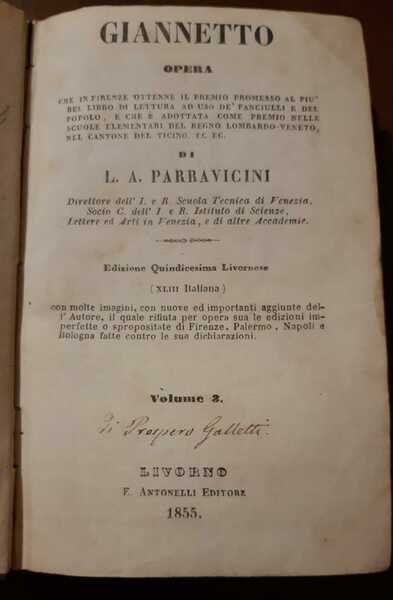 GIANNETTO
OPERA
CHE IN FIRENZE OTTENNE IL PREMIO PROMESSO AL PIU'
BEL LIBRO DI LETTURA AD USO DE' FANCIULLI E DEL
POPOLO, E CHE È ADOTTATA COME PREMIO NELLE
SCUOLE ELEMENTARI DEL REGNO LOMBARDO-VENETO,
NEL CANTONE DEL TICINO. EC. EC.
DI
L. A. PARRAVICINI
Direttore dell' I. e R. Scuola Tecnica di Venezia,
Socio C. dell' I. e R. Istituto di Scienze,
Lettere ed Arti in Venezia, e di altre Accademie.
Edizione Quindicesima Livornese
(XLIII Italiana)
con molte imagini, con nuove ed importanti aggiunte del-
l' Autore, il quale rifiuta per opera sua le edizioni im-
perfette o spropositate di Firenze, Palermo, Napoli e
Bologna fatte contro le sue dichiarazioni.
Volume 2.
Di Prospero Galletti
LIVORNO
E. ANTONELLI EDITORE
1855.